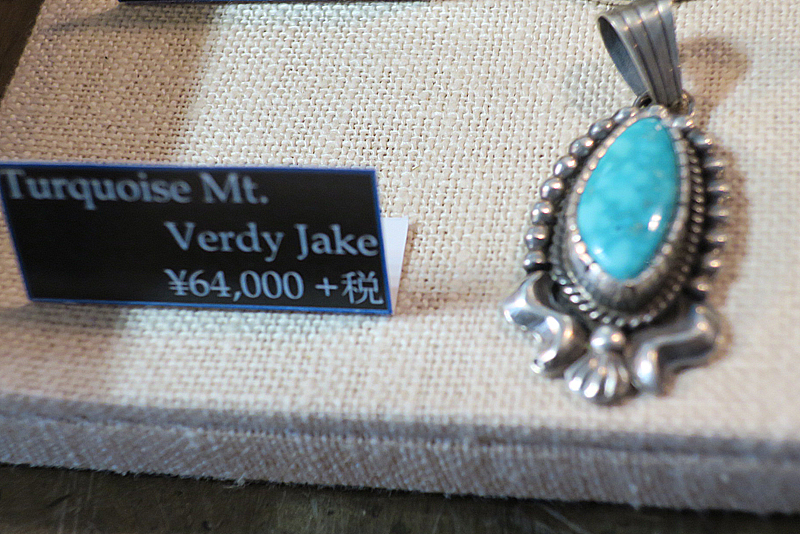 Turquoise Mt.
Verdy Jake
¥64,000 +税